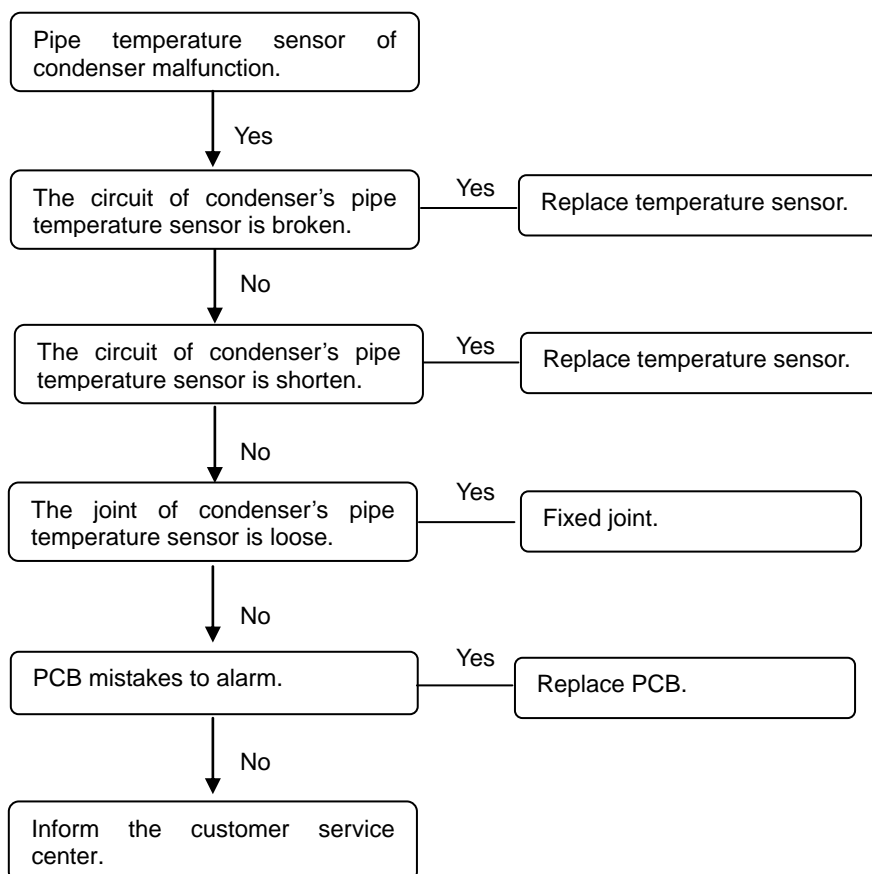 Pipe temperature sensor of
condenser malfunction.
Yes
The circuit of condenser’s pipe
temperature sensor is broken.
Yes
Replace temperature sensor.
No
The circuit of condenser’s pipe
temperature sensor is shorten.
Yes
Replace temperature sensor.
No
The joint of condenser’s pipe
temperature sensor is loose.
Yes
Fixed joint.
No
PCB mistakes to alarm.
Yes
Replace PCB.
No
Inform the customer service
center.